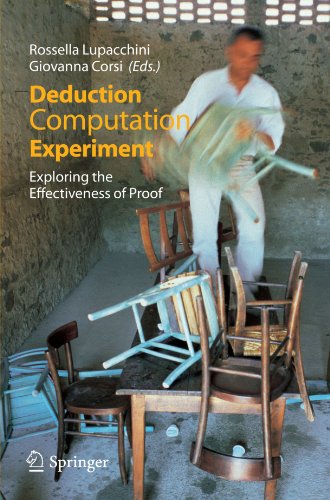 Rossella Lupacchini
Giovanna Corsi (Eds.)
Deduction
Computation
Experiment
Exploring the
Effectiveness of Proof
Springer